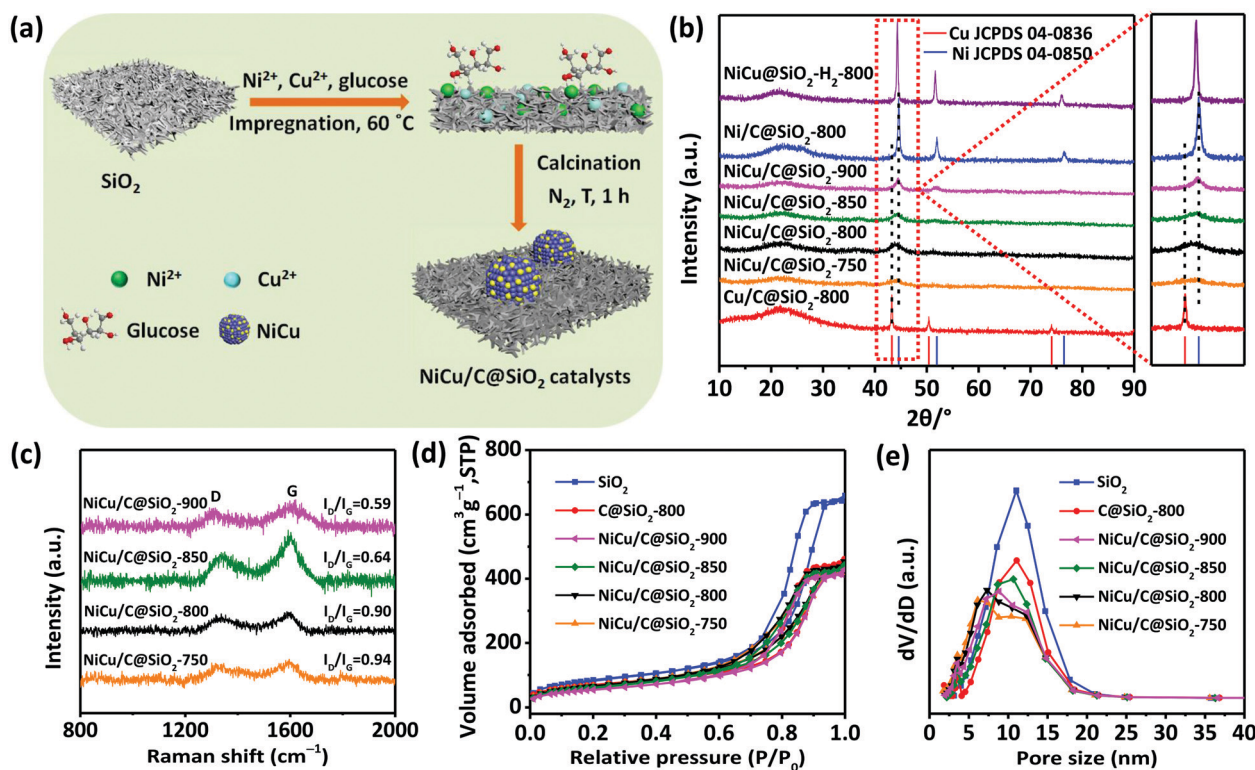 (a)
Ni²⁺, Cu²⁺, glucose
Impregnation, 60 °C
SiO₂
Calcination
N₂, T, 1 h
Ni²⁺
Cu²⁺
Glucose
NiCu
NiCu/C@SiO₂ catalysts
(b)
Cu JCPDS 04-0836
Ni JCPDS 04-0850
NiCu@SiO₂-H₂-800
Ni/C@SiO₂-800
NiCu/C@SiO₂-900
NiCu/C@SiO₂-850
NiCu/C@SiO₂-800
NiCu/C@SiO₂-750
Cu/C@SiO₂-800
Intensity (a.u.)
10 20 30 40 50 60 70 80 90
2θ/°
(c)
D
G
NiCu/C@SiO₂-900
I_D/I_G=0.59
NiCu/C@SiO₂-850
I_D/I_G=0.64
NiCu/C@SiO₂-800
I_D/I_G=0.90
NiCu/C@SiO₂-750
I_D/I_G=0.94
Intensity (a.u.)
800 1200 1600 2000
Raman shift (cm⁻¹)
(d)
800
600
400
200
0
Volume adsorbed (cm³ g⁻¹,STP)
SiO₂
C@SiO₂-800
NiCu/C@SiO₂-900
NiCu/C@SiO₂-850
NiCu/C@SiO₂-800
NiCu/C@SiO₂-750
0.0 0.2 0.4 0.6 0.8 1.0
Relative pressure (P/P₀)
(e)
SiO₂
C@SiO₂-800
NiCu/C@SiO₂-900
NiCu/C@SiO₂-850
NiCu/C@SiO₂-800
NiCu/C@SiO₂-750
dV/dD (a.u.)
0 5 10 15 20 25 30 35 40
Pore size (nm)